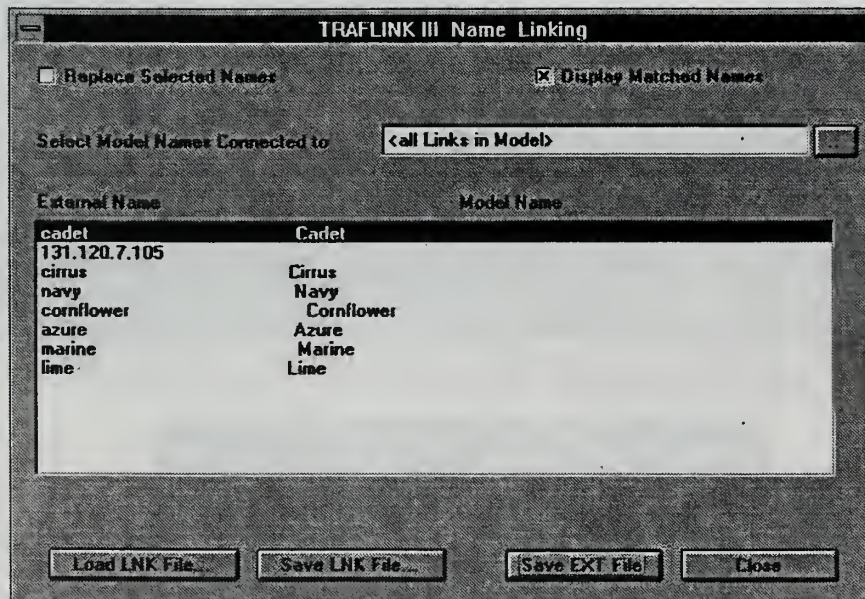 TRAFLINK III Name Linking
Replace Selected Names
Display Matched Names
Select Model Names Connected to
<all Links in Model>
..
External Name Model Name
cadet Cadet
131.120.7.105
cirrus Cirrus
navy Navy
cornflower Cornflower
azure Azure
marine Marine
lime Lime
Load LNK File...
Save LNK File...
Save EXT File!
Close